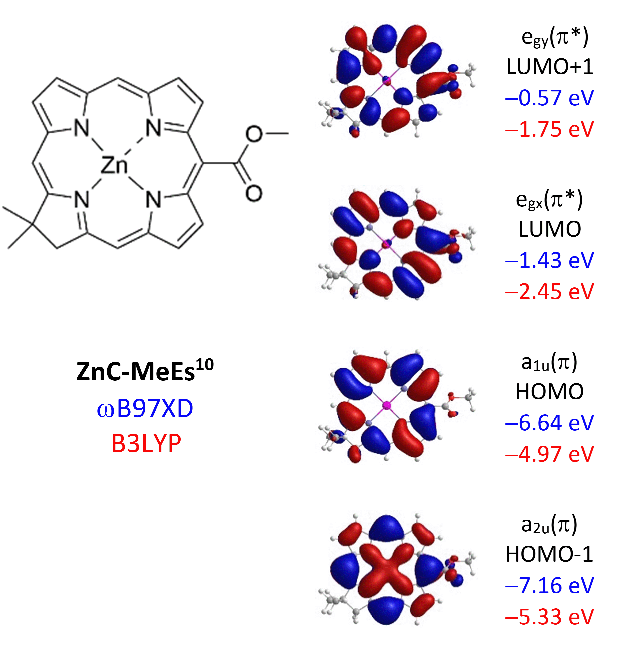 N
N
Zn
N
N
O
O
ZnC-MeEs¹⁰
ωB97XD
B3LYP
e_gy(π*)
LUMO+1
−0.57 eV
−1.75 eV
e_gx(π*)
LUMO
−1.43 eV
−2.45 eV
a_1u(π)
HOMO
−6.64 eV
−4.97 eV
a_2u(π)
HOMO-1
−7.16 eV
−5.33 eV